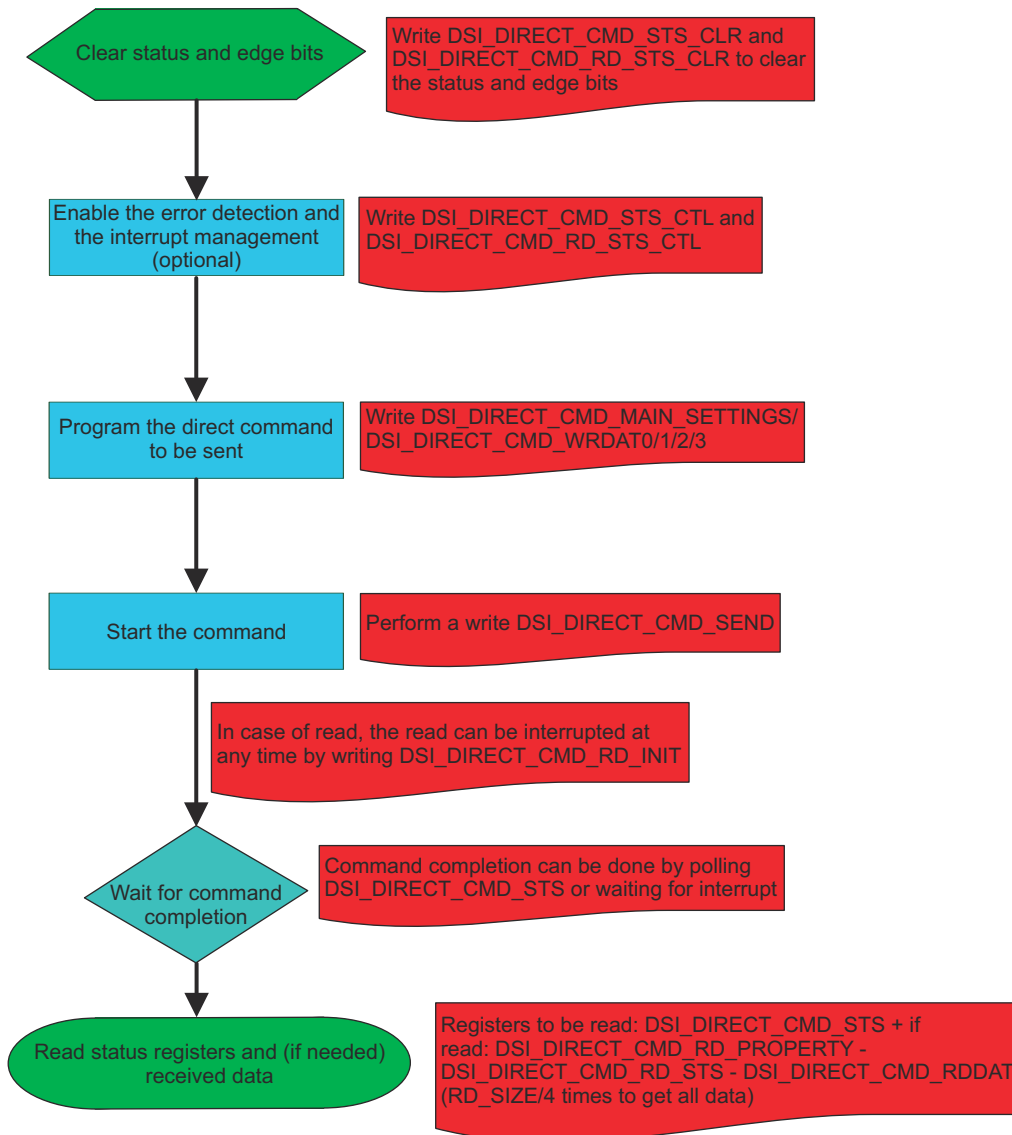 Clear status and edge bits
Write DSI_DIRECT_CMD_STS_CLR and
DSI_DIRECT_CMD_RD_STS_CLR to clear
the status and edge bits
Enable the error detection and
the interrupt management
(optional)
Write DSI_DIRECT_CMD_STS_CTL and
DSI_DIRECT_CMD_RD_STS_CTL
Program the direct command
to be sent
Write DSI_DIRECT_CMD_MAIN_SETTINGS/
DSI_DIRECT_CMD_WRDAT0/1/2/3
Start the command
Perform a write DSI_DIRECT_CMD_SEND
In case of read, the read can be interrupted at
any time by writing DSI_DIRECT_CMD_RD_INIT
Wait for command
completion
Command completion can be done by polling
DSI_DIRECT_CMD_STS or waiting for interrupt
Read status registers and (if needed)
received data
Registers to be read: DSI_DIRECT_CMD_STS + if
read: DSI_DIRECT_CMD_RD_PROPERTY -
DSI_DIRECT_CMD_RD_STS - DSI_DIRECT_CMD_RDDAT
(RD_SIZE/4 times to get all data)